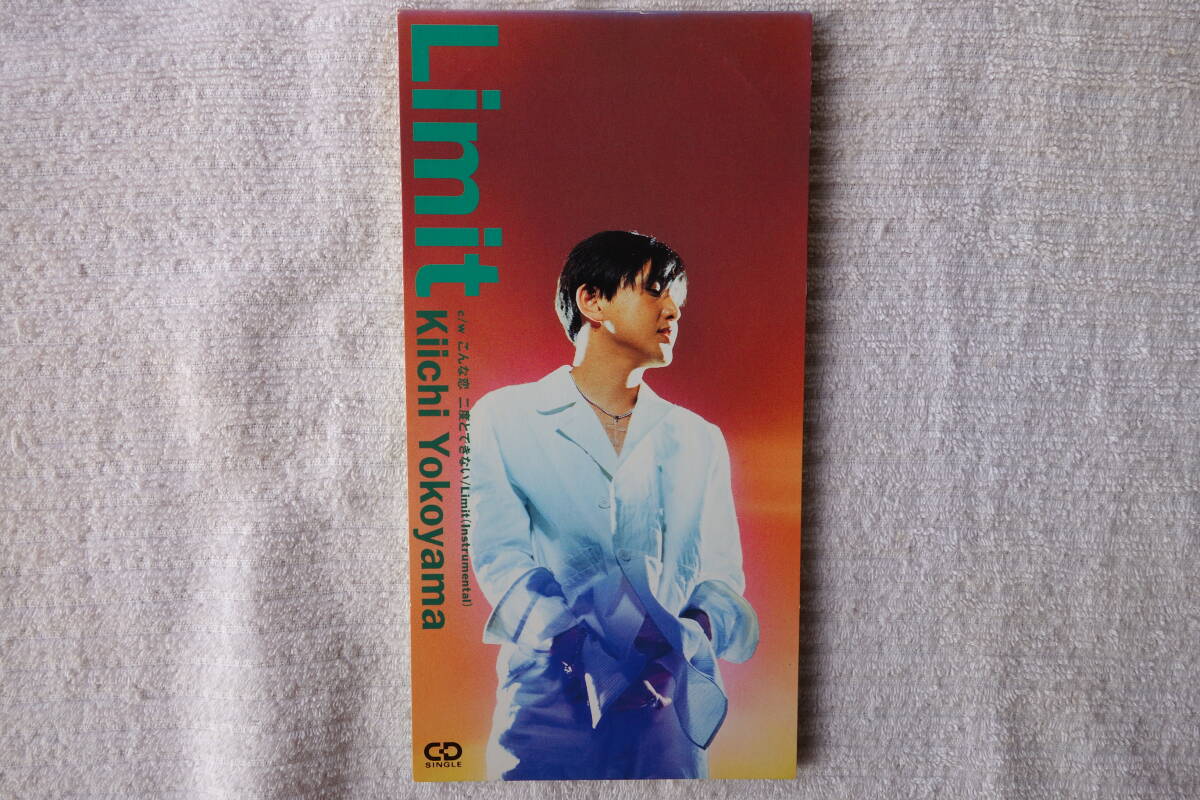 Limit
Kiichi Yokoyama
c/w こんな恋 二度とできない/Limit(Instrumental)
CD
SINGLE